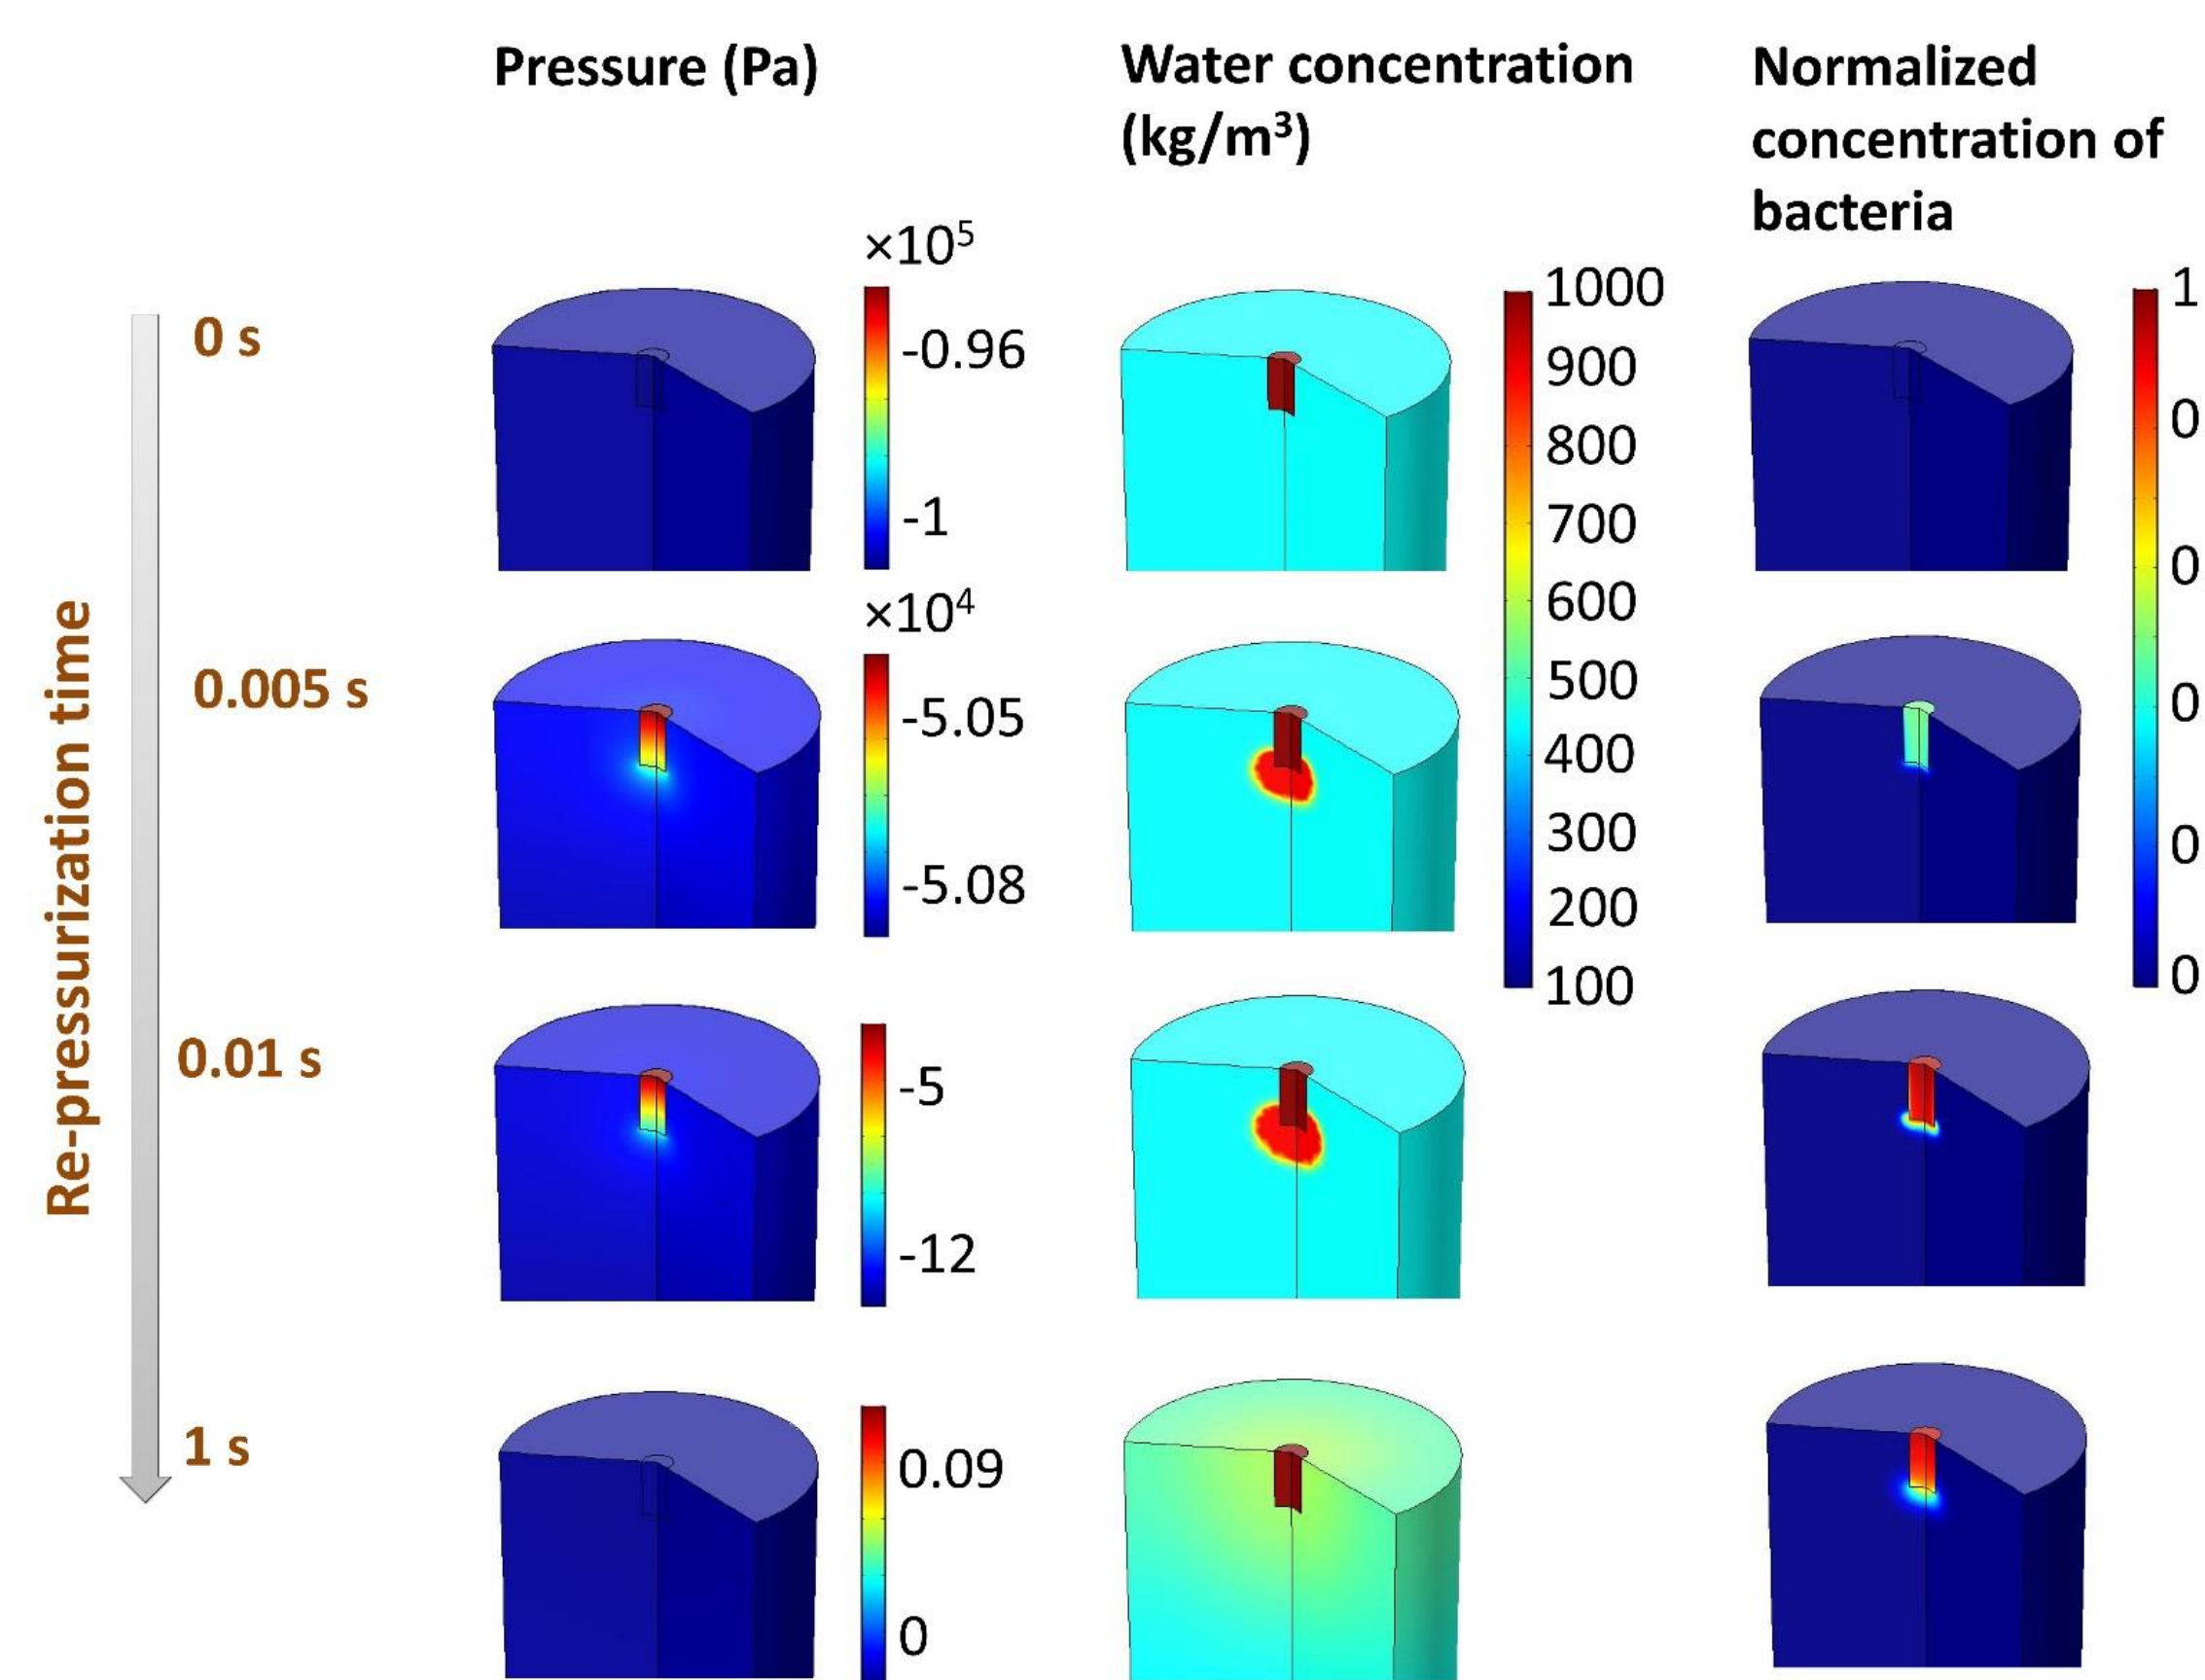 Pressure (Pa)
Water concentration
(kg/m³)
Normalized
concentration of
bacteria
Re-pressurization time
0 s
×10⁵
-0.96
-1
1000
900
800
700
600
500
400
300
200
100
1
0
0
0
0
0
0.005 s
×10⁴
-5.05
-5.08
0.01 s
-5
-12
1 s
0.09
0